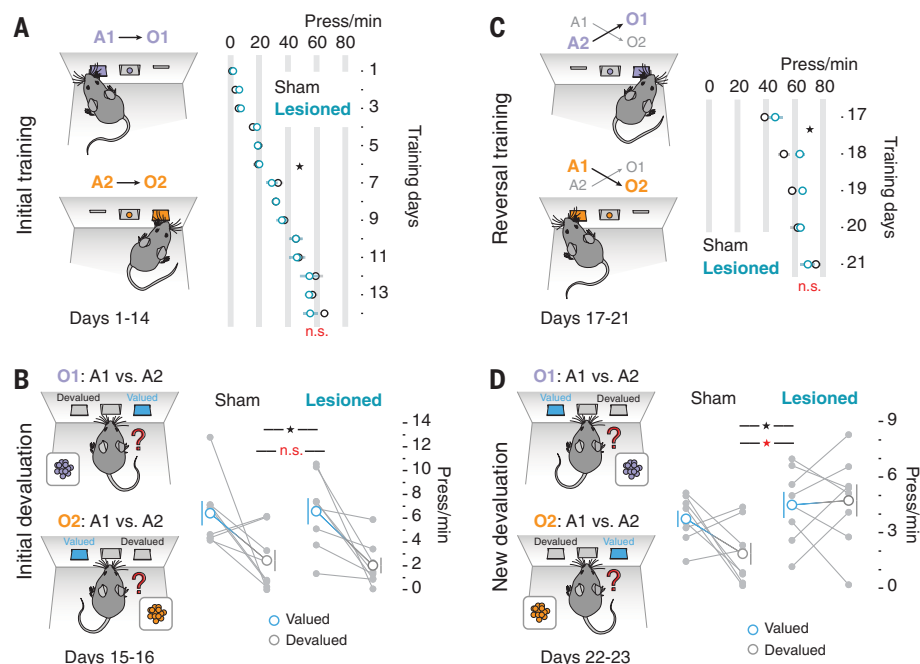 A
A1 → O1
Press/min
0 20 40 60 80
Sham
Lesioned
★
A2 → O2
1
3
5
7
9
11
13
n.s.
Training days
Initial training
Days 1-14
C
A1 O1
A2 O2
Press/min
0 20 40 60 80
17
★
18
19
20
21
A1 O1
A2 O2
Sham
Lesioned
n.s.
Training days
Reversal training
Days 17-21
B
O1: A1 vs. A2
Devalued Valued
?
O2: A1 vs. A2
Valued Devalued
?
Sham Lesioned
★
n.s.
14
12
10
8
6
4
2
0
Press/min
Valued
Devalued
Initial devaluation
Days 15-16
D
O1: A1 vs. A2
Valued Devalued
?
O2: A1 vs. A2
Devalued Valued
?
Sham Lesioned
★
★
9
6
3
0
Press/min
Valued
Devalued
New devaluation
Days 22-23